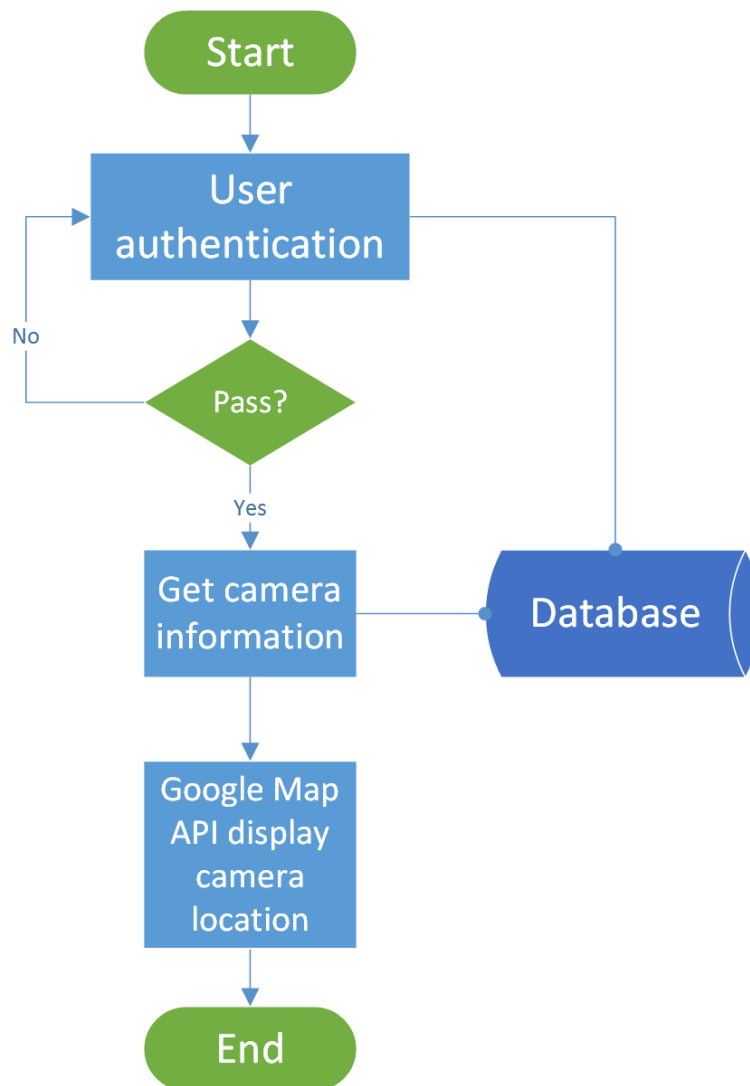 Start
User
authentication
No
Pass?
Yes
Get camera
information
Database
Google Map
API display
camera
location
End